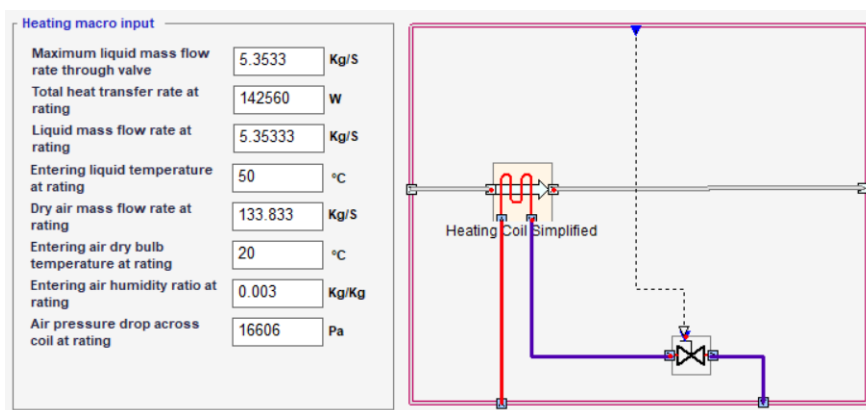 Heating macro input
Maximum liquid mass flow
rate through valve
5.3533 Kg/S
Total heat transfer rate at
rating
142560 W
Liquid mass flow rate at
rating
5.35333 Kg/S
Entering liquid temperature
at rating
50 °C
Dry air mass flow rate at
rating
133.833 Kg/S
Entering air dry bulb
temperature at rating
20 °C
Entering air humidity ratio at
rating
0.003 Kg/Kg
Air pressure drop across
coil at rating
16606 Pa
Heating Coil Simplified